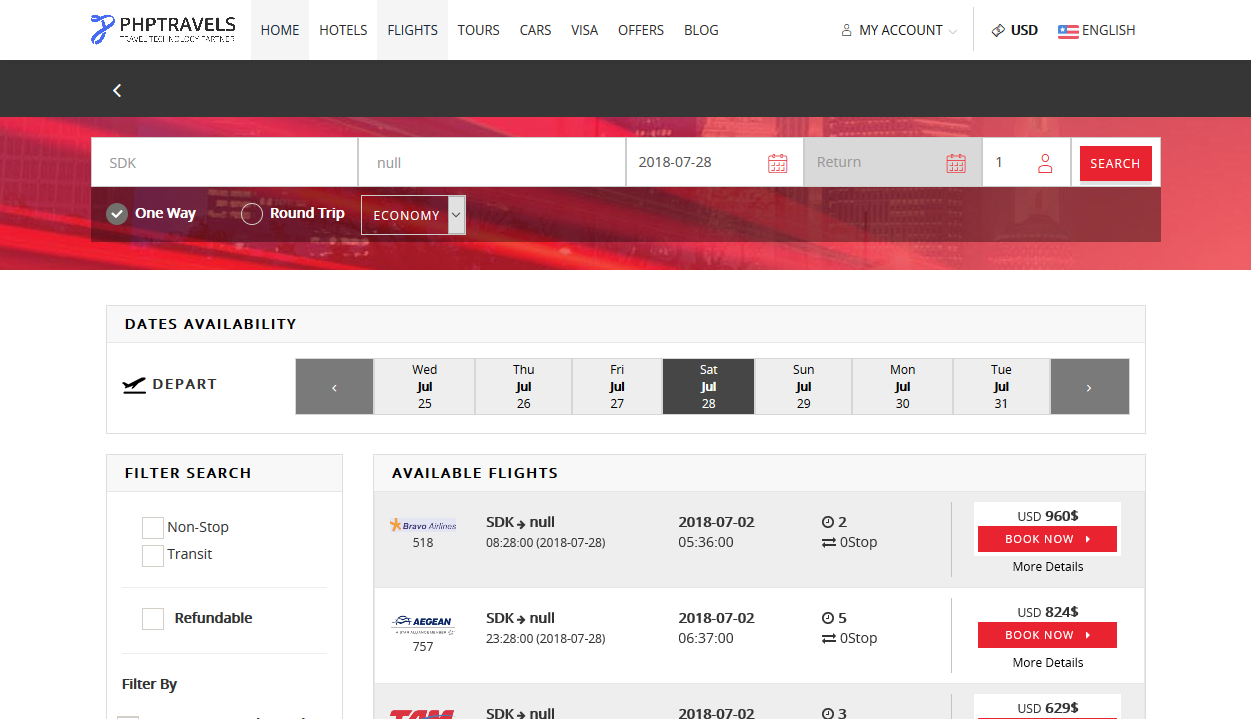 PHPTRAVELS
TRAVEL TECHNOLOGY PARTNER
HOME HOTELS FLIGHTS TOURS CARS VISA OFFERS BLOG MY ACCOUNT USD ENGLISH
SDK null 2018-07-28 Return 1 SEARCH
One Way Round Trip ECONOMY
DATES AVAILABILITY
DEPART
Wed Jul 25
Thu Jul 26
Fri Jul 27
Sat Jul 28
Sun Jul 29
Mon Jul 30
Tue Jul 31
FILTER SEARCH
Non-Stop
Transit
Refundable
Filter By
AVAILABLE FLIGHTS
Bravo Airlines
518
SDK → null
08:28:00 (2018-07-28)
2018-07-02
05:36:00
2
0Stop
USD 960$
BOOK NOW
More Details
AEGEAN
A STAR ALLIANCE MEMBER
757
SDK → null
23:28:00 (2018-07-28)
2018-07-02
06:37:00
5
0Stop
USD 824$
BOOK NOW
More Details
TAM
SDK → null
2018-07-02
3
USD 629$